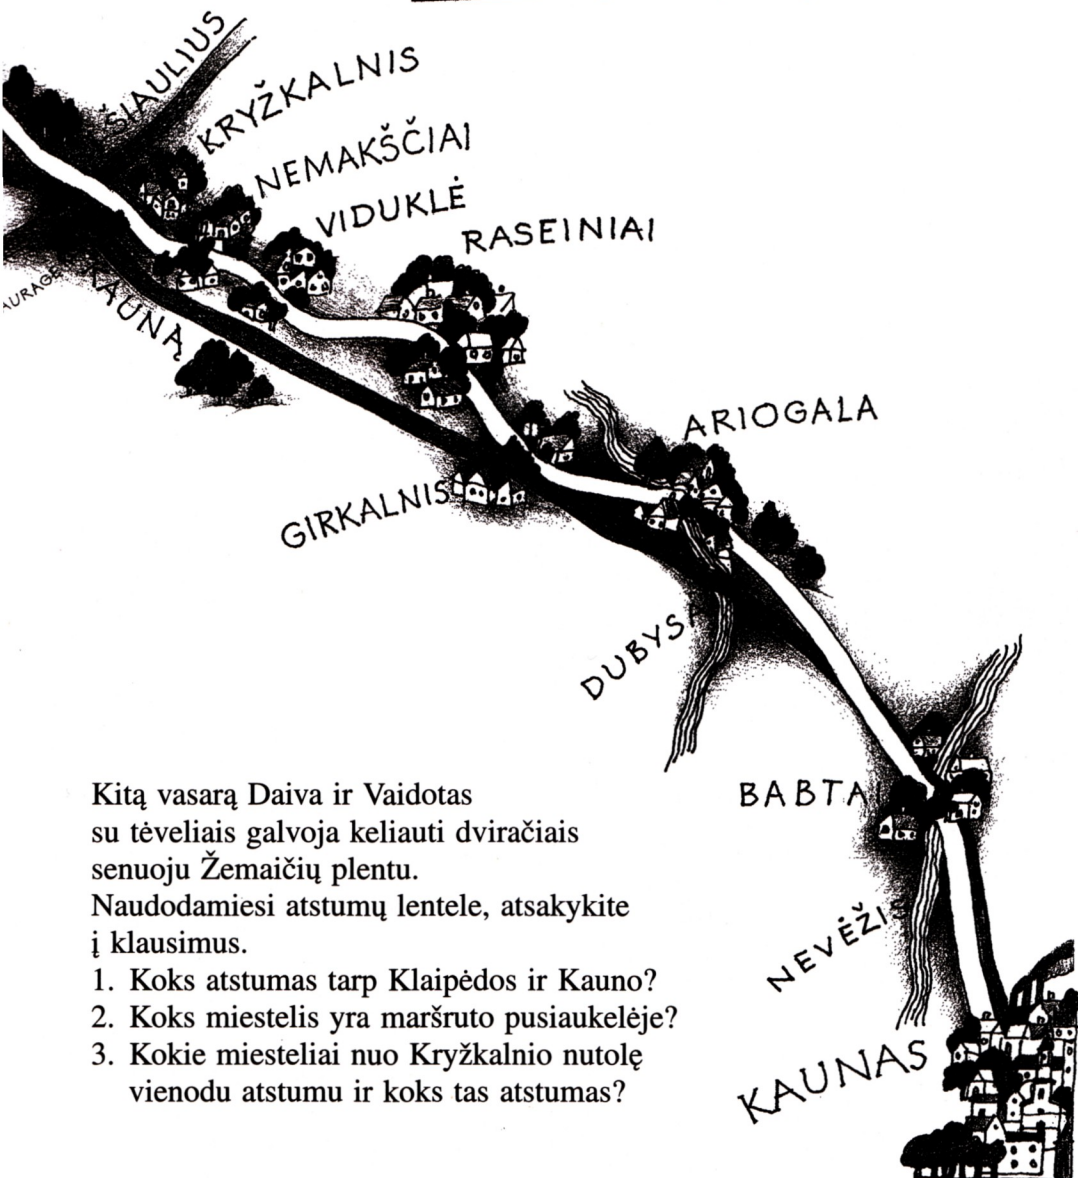 ŠIAULIUS
KRYŽKALNIS
NEMAKŠČIAI
VIDUKLĖ
RASEINIAI
AURAGĖ
KAUNĄ
ARIOGALA
GIRKALNIS
DUBYSA
BABTAI
NEVĖŽI
KAUNAS
Kitą vasarą Daiva ir Vaidotas
su tėveliais galvoja keliauti dviračiais
senuoju Žemaičių plentu.
Naudodamiesi atstumų lentele, atsakykite
į klausimus.
1. Koks atstumas tarp Klaipėdos ir Kauno?
2. Koks miestelis yra maršruto pusiaukelėje?
3. Kokie miesteliai nuo Kryžkalnio nutolę
vienodu atstumu ir koks tas atstumas?